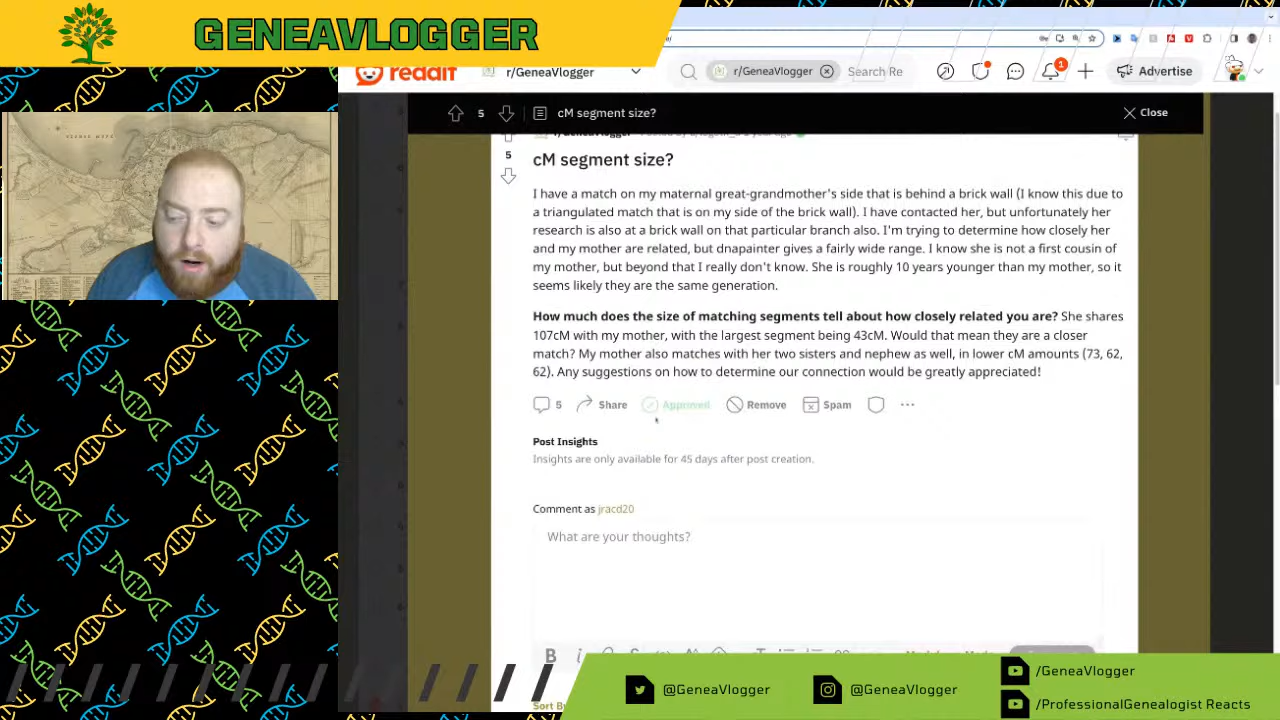 GENEAVLOGGER
reddit
r/GeneaVlogger
r/GeneaVlogger
Search Re
1
Advertise
5
cM segment size?
Close
5
cM segment size?
I have a match on my maternal great-grandmother's side that is behind a brick wall (I know this due to
a triangulated match that is on my side of the brick wall). I have contacted her, but unfortunately her
research is also at a brick wall on that particular branch also. I'm trying to determine how closely her
and my mother are related, but dnapainter gives a fairly wide range. I know she is not a first cousin of
my mother, but beyond that I really don't know. She is roughly 10 years younger than my mother, so it
seems likely they are the same generation.
How much does the size of matching segments tell about how closely related you are? She shares
107cM with my mother, with the largest segment being 43cM. Would that mean they are a closer
match? My mother also matches with her two sisters and nephew as well, in lower cM amounts (73, 62,
62). Any suggestions on how to determine our connection would be greatly appreciated!
5
Share
Approved
Remove
Spam
Post Insights
Insights are only available for 45 days after post creation.
Comment as jracd20
What are your thoughts?
B i
Sort B
@GeneaVlogger
@GeneaVlogger
/GeneaVlogger
/ProfessionalGenealogist Reacts